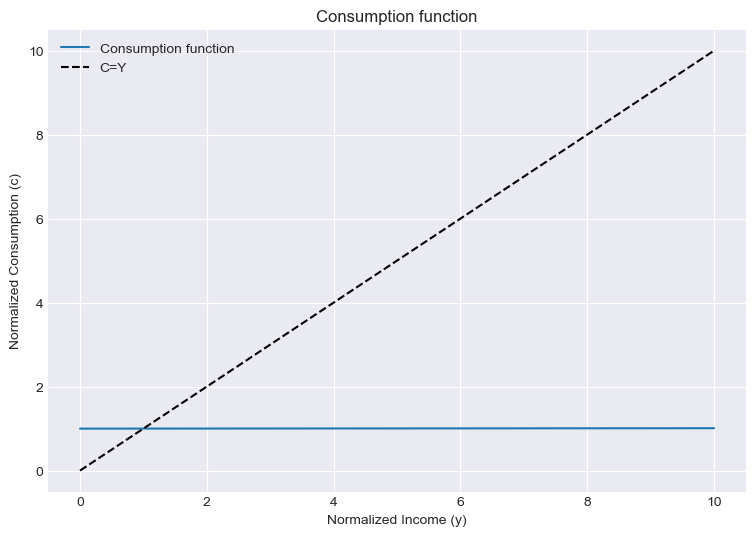 Consumption function
Consumption function
C=Y
Normalized Consumption (c)
10
8
6
4
2
0
0 2 4 6 8 10
Normalized Income (y)